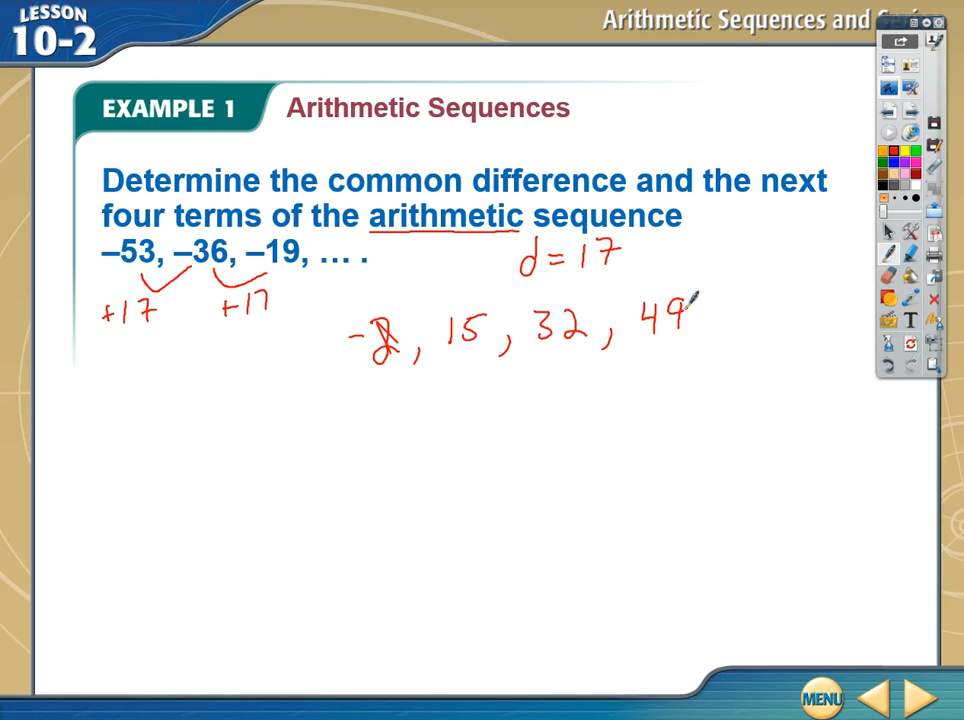 LESSON
10-2
Arithmetic Sequences and
EXAMPLE 1 Arithmetic Sequences
Determine the common difference and the next
four terms of the arithmetic sequence
–53, –36, –19, … .
d = 17
+17 +17
-2, 15, 32, 49
T
MENU